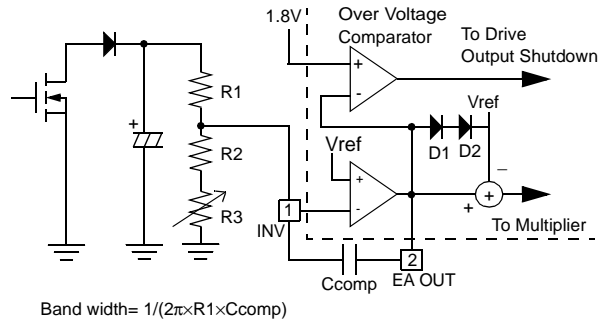 1.8V
Over Voltage
Comparator
To Drive
Output Shutdown
+
-
R1
Vref
D1 D2
+
R2
Vref
+
-
−
+
+
R3
1
INV
To Multiplier
2
EA OUT
Ccomp
Band width= 1/(2π×R1×Ccomp)